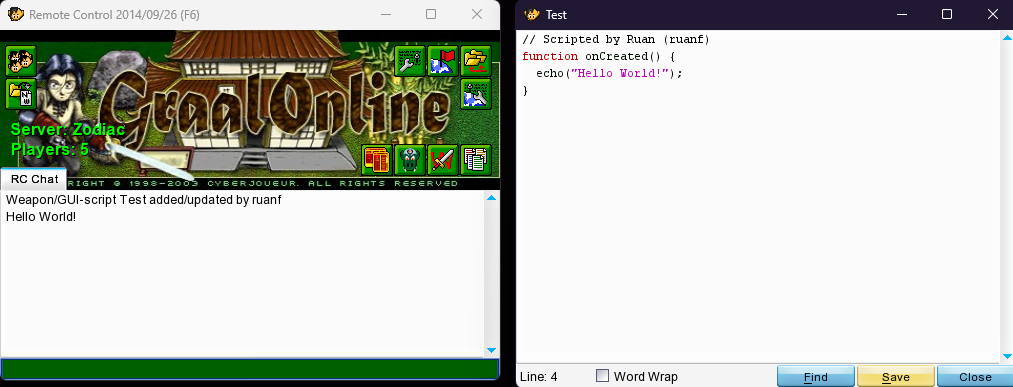 Remote Control 2014/09/26 (F6)
GraalOnline
Server: Zodiac
Players: 5
RC Chat
RIGHT © 1998-2003 CYBERJOUEUR. ALL RIGHTS RESERVED
Weapon/GUI-script Test added/updated by ruanf
Hello World!
Test
// Scripted by Ruan (ruanf)
function onCreated() {
  echo("Hello World!");
}
Line: 4
Word Wrap
Find
Save
Close